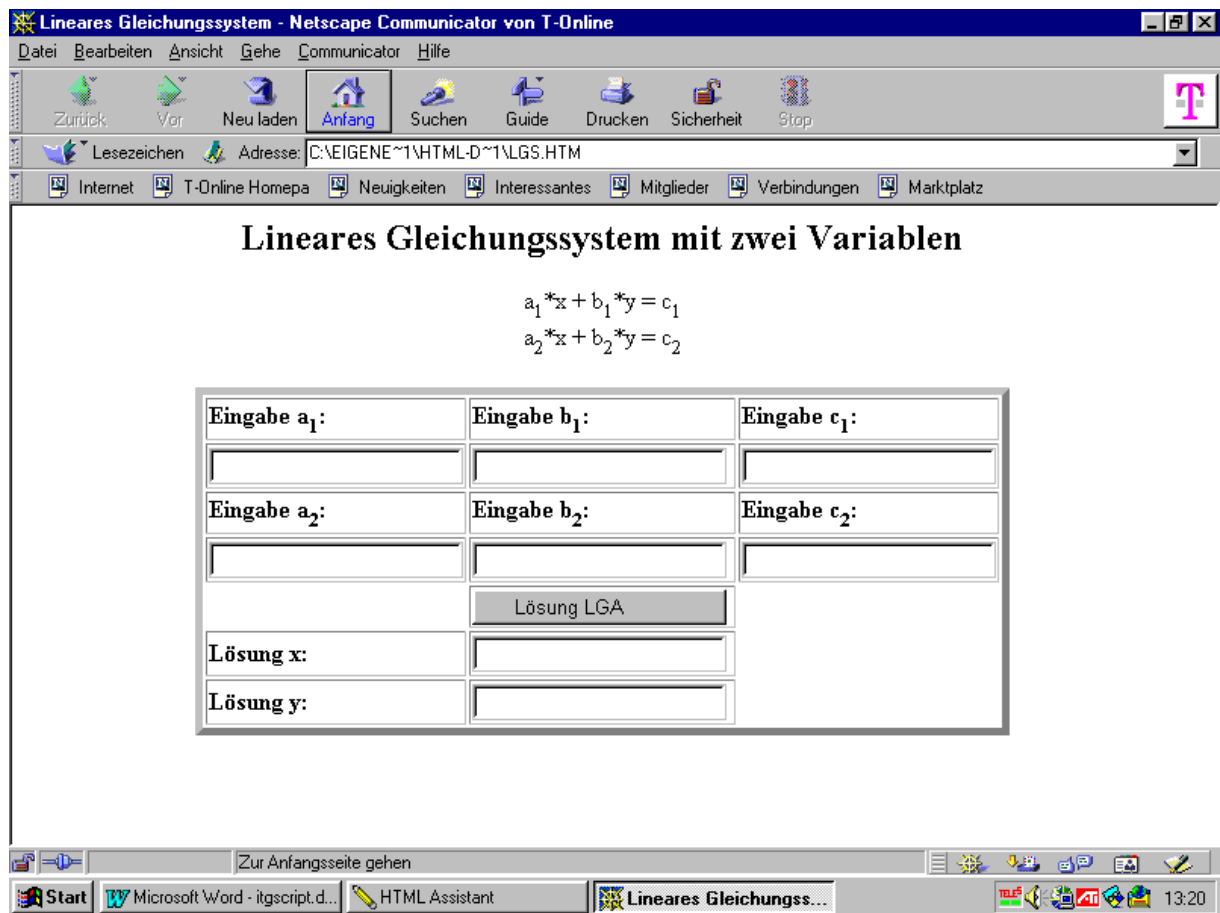 Lineares Gleichungssystem - Netscape Communicator von T-Online
Datei Bearbeiten Ansicht Gehe Communicator Hilfe
Zurück Vor Neu laden Anfang Suchen Guide Drucken Sicherheit Stop
T
Lesezeichen Adresse: C:\EIGENE~1\HTML-D~1\LGS.HTM
Internet T-Online Homepa Neuigkeiten Interessantes Mitglieder Verbindungen Marktplatz
Lineares Gleichungssystem mit zwei Variablen
a₁*x + b₁*y = c₁
a₂*x + b₂*y = c₂
Eingabe a₁: Eingabe b₁: Eingabe c₁:
Eingabe a₂: Eingabe b₂: Eingabe c₂:
Lösung LGA
Lösung x:
Lösung y:
Zur Anfangsseite gehen
Start Microsoft Word - itgscript.d... HTML Assistant Lineares Gleichungss... ATI 13:20